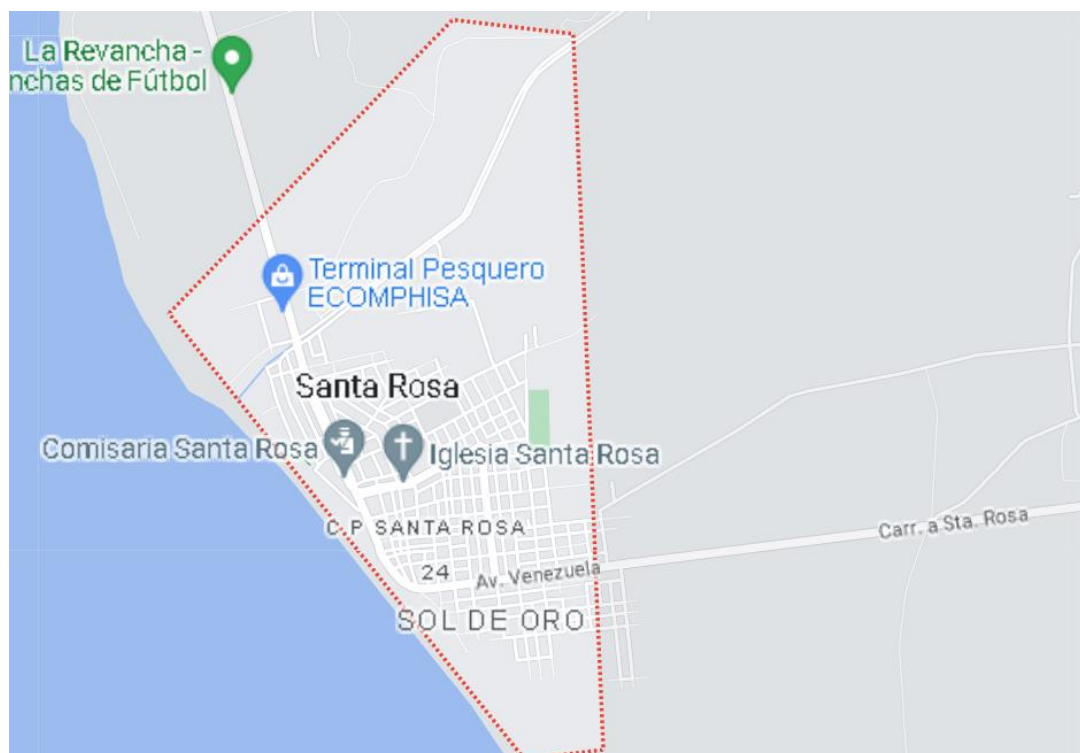 La Revancha -
nchas de Fútbol
Terminal Pesquero
ECOMPHISA
Santa Rosa
Comisaria Santa Rosa
Iglesia Santa Rosa
C.P SANTA ROSA
Carr. a Sta. Rosa
24
Av. Venezuela
SOL DE ORO